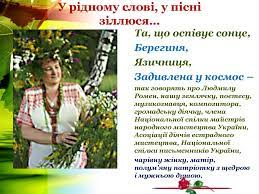 У рідному слові, у пісні
зіллюся...
Та, що оспівує сонце,
Берегиня,
Язичниця,
Задивлена у космос –
так говорять про Людмилу
Ромен, нашу землячку, поетесу,
музикознавця, композитора,
громадську діячку, члена
Національної спілки майстрів
народного мистецтва України,
Асоціації діячів естрадного
мистецтва, Національної
спілки письменників України,
чарівну жінку, матір,
полум'яну патріотку з щедрою
і мужньою душею.